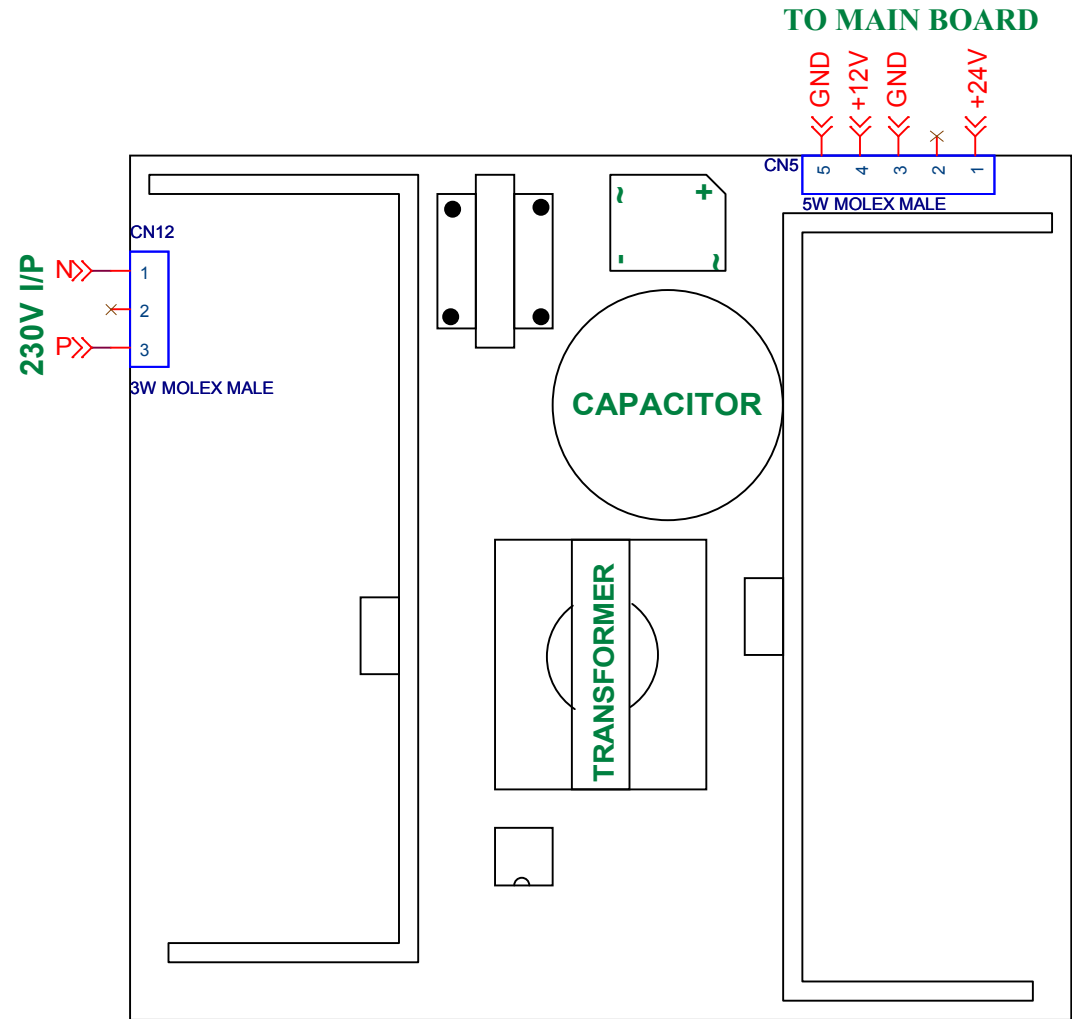 TO MAIN BOARD
GND
+12V
GND
+24V
CN5
5
4
3
2
1
5W MOLEX MALE
~
+
-
~
CN12
230V I/P
N
1
2
P
3
3W MOLEX MALE
CAPACITOR
TRANSFORMER